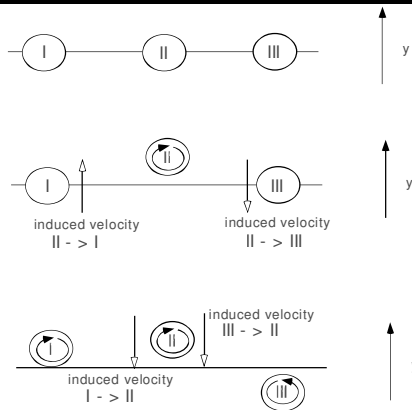 I II III y
Ii
I III y
induced velocity induced velocity
II - > I II - > III
induced velocity
I Ii III - > II
induced velocity III
I - > II